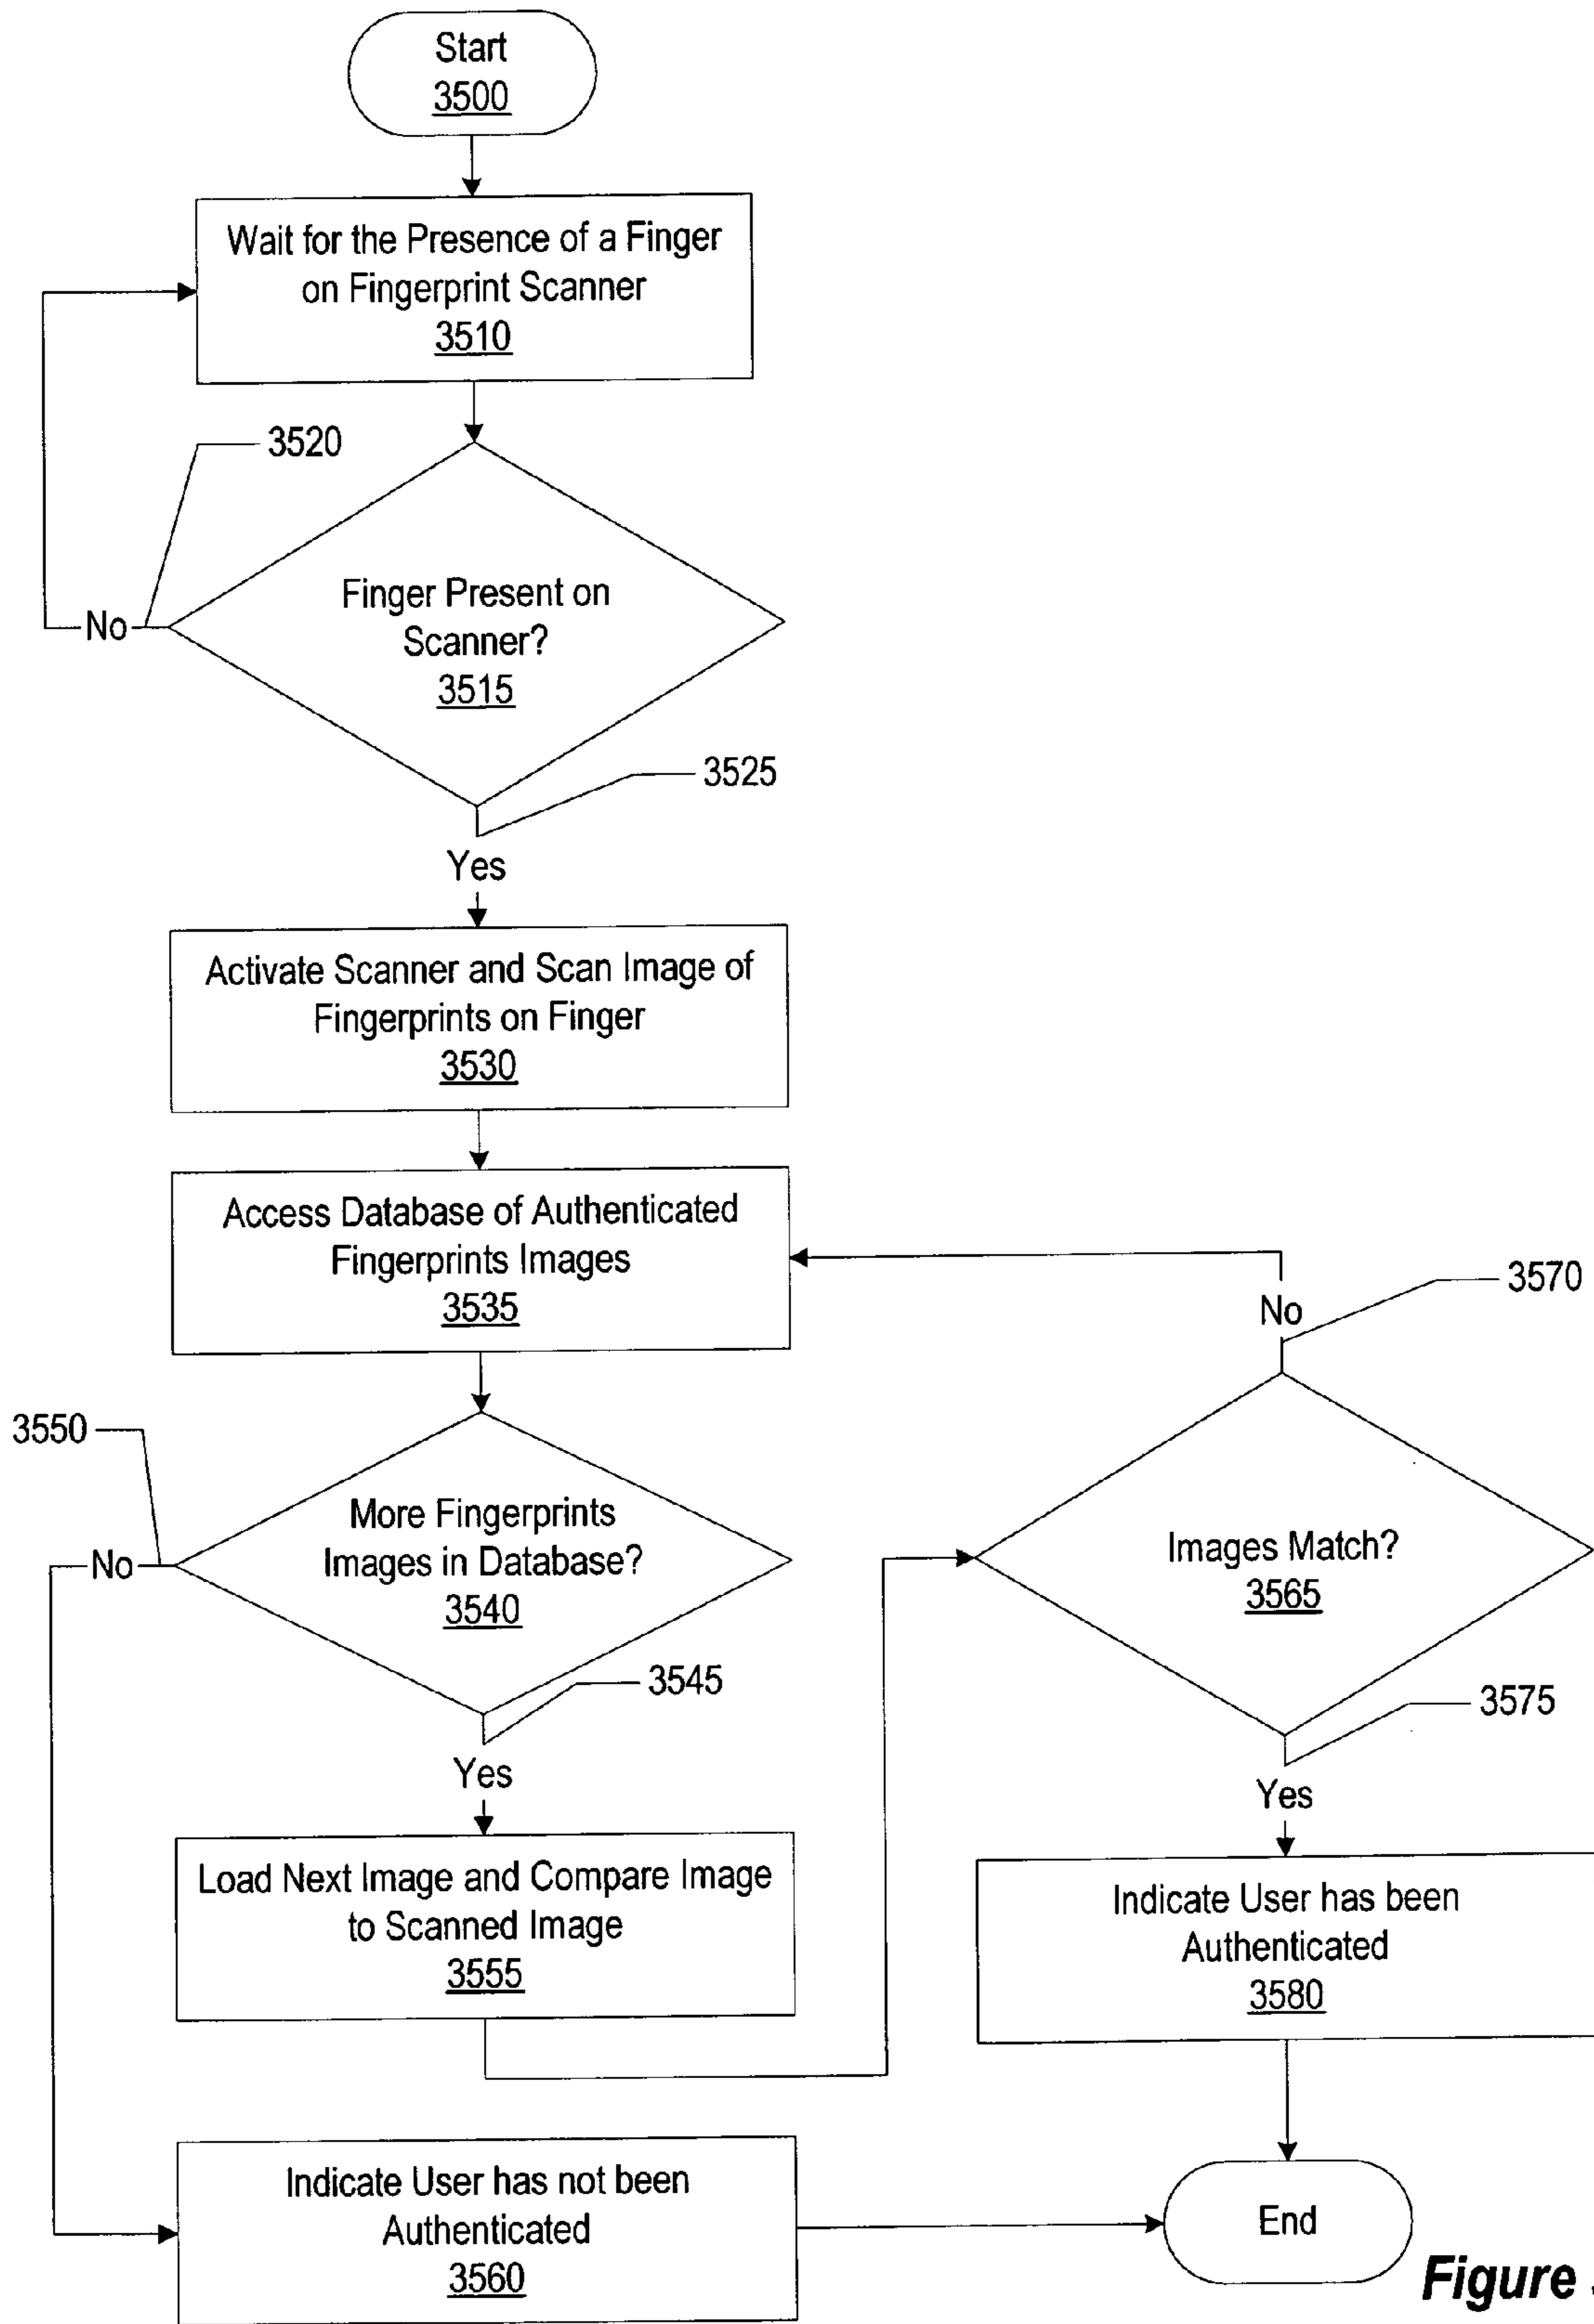 Start
3500
Wait for the Presence of a Finger
on Fingerprint Scanner
3510
3520
Finger Present on
Scanner?
3515
No
3525
Yes
Activate Scanner and Scan Image of
Fingerprints on Finger
3530
Access Database of Authenticated
Fingerprints Images
3535
3570
No
3550
More Fingerprints
Images in Database?
3540
No
Images Match?
3565
3545
3575
Yes
Yes
Load Next Image and Compare Image
to Scanned Image
3555
Indicate User has been
Authenticated
3580
Indicate User has not been
Authenticated
3560
End
Figure